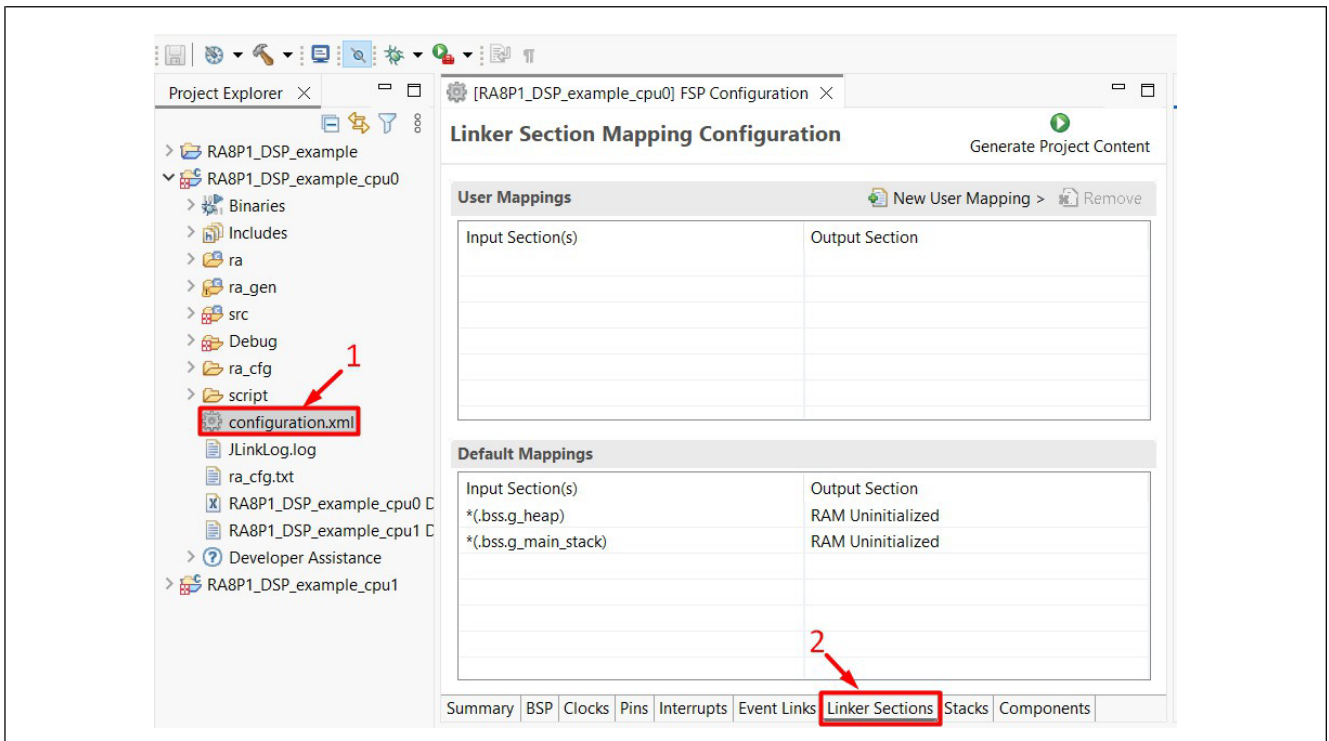 Project Explorer
RA8P1_DSP_example
RA8P1_DSP_example_cpu0
Binaries
Includes
ra
ra_gen
src
Debug
ra_cfg
script
configuration.xml
JLinkLog.log
ra_cfg.txt
RA8P1_DSP_example_cpu0 D
RA8P1_DSP_example_cpu1 D
Developer Assistance
RA8P1_DSP_example_cpu1
1
[RA8P1_DSP_example_cpu0] FSP Configuration
Linker Section Mapping Configuration
Generate Project Content
User Mappings New User Mapping > Remove
Input Section(s) Output Section
Default Mappings
Input Section(s) Output Section
*(.bss.g_heap) RAM Uninitialized
*(.bss.g_main_stack) RAM Uninitialized
2
Summary BSP Clocks Pins Interrupts Event Links Linker Sections Stacks Components